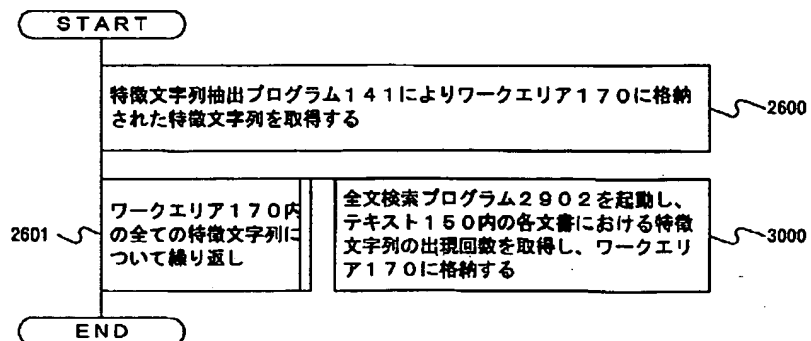 START
特徴文字列抽出プログラム141によりワークエリア170に格納
された特徴文字列を取得する
2600
ワークエリア170内
の全ての特徴文字列に
ついて繰り返し
2601
全文検索プログラム2902を起動し、
テキスト150内の各文書における特徴
文字列の出現回数を取得し、ワークエリ
ア170に格納する
3000
END